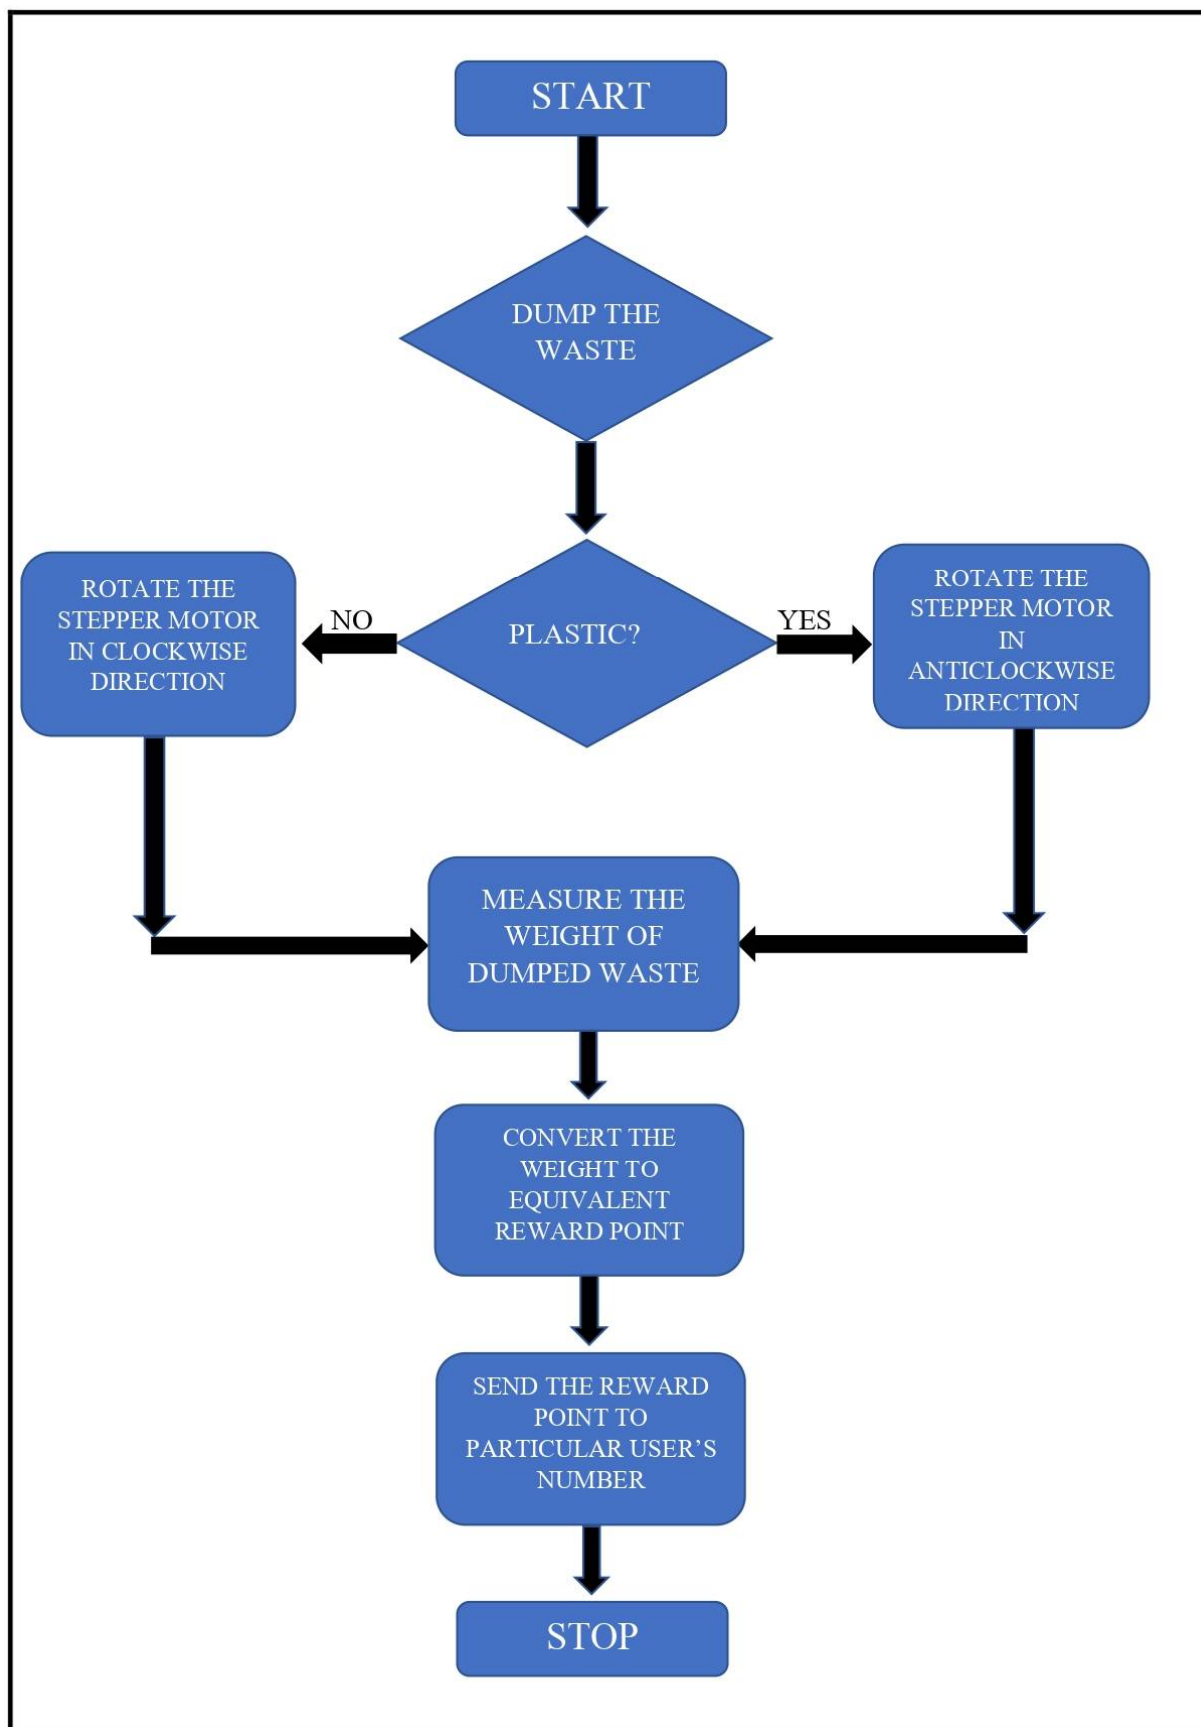 START
DUMP THE
WASTE
ROTATE THE
STEPPER MOTOR
IN CLOCKWISE
DIRECTION
NO
PLASTIC?
YES
ROTATE THE
STEPPER MOTOR
IN
ANTICLOCKWISE
DIRECTION
MEASURE THE
WEIGHT OF
DUMPED WASTE
CONVERT THE
WEIGHT TO
EQUIVALENT
REWARD POINT
SEND THE REWARD
POINT TO
PARTICULAR USER’S
NUMBER
STOP